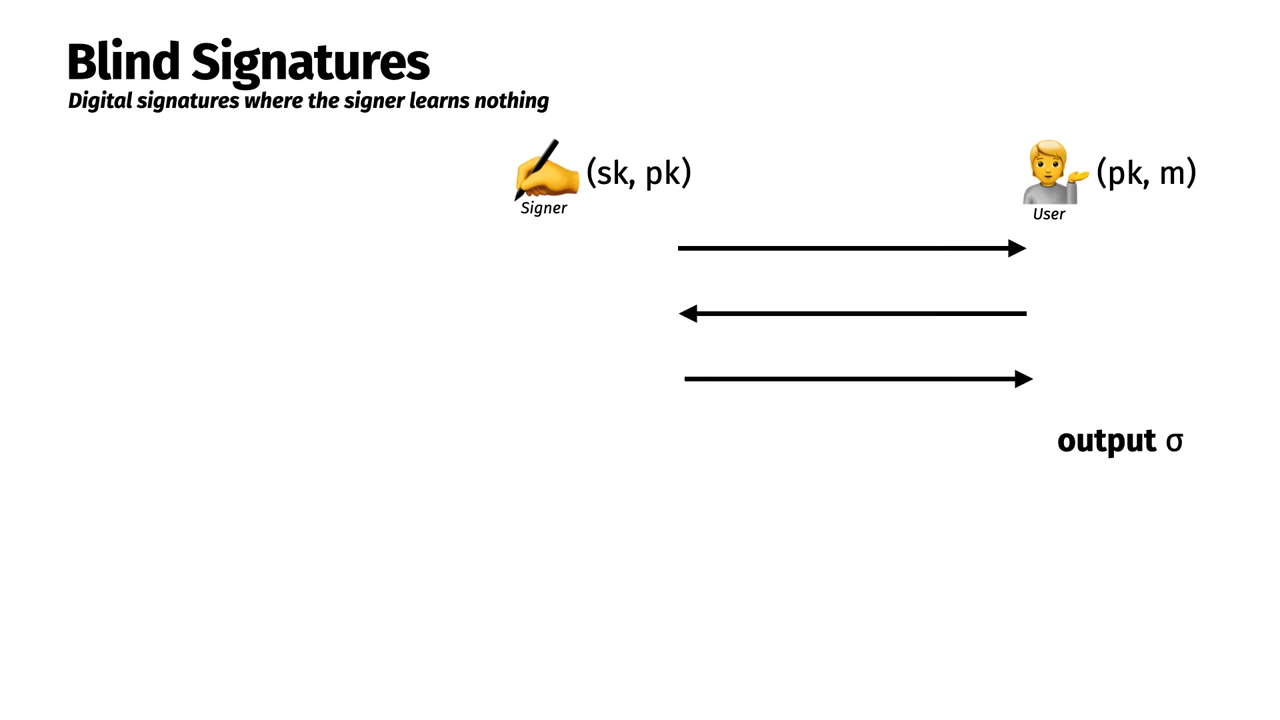 Blind Signatures
Digital signatures where the signer learns nothing
(sk, pk)
Signer
(pk, m)
User
output σ